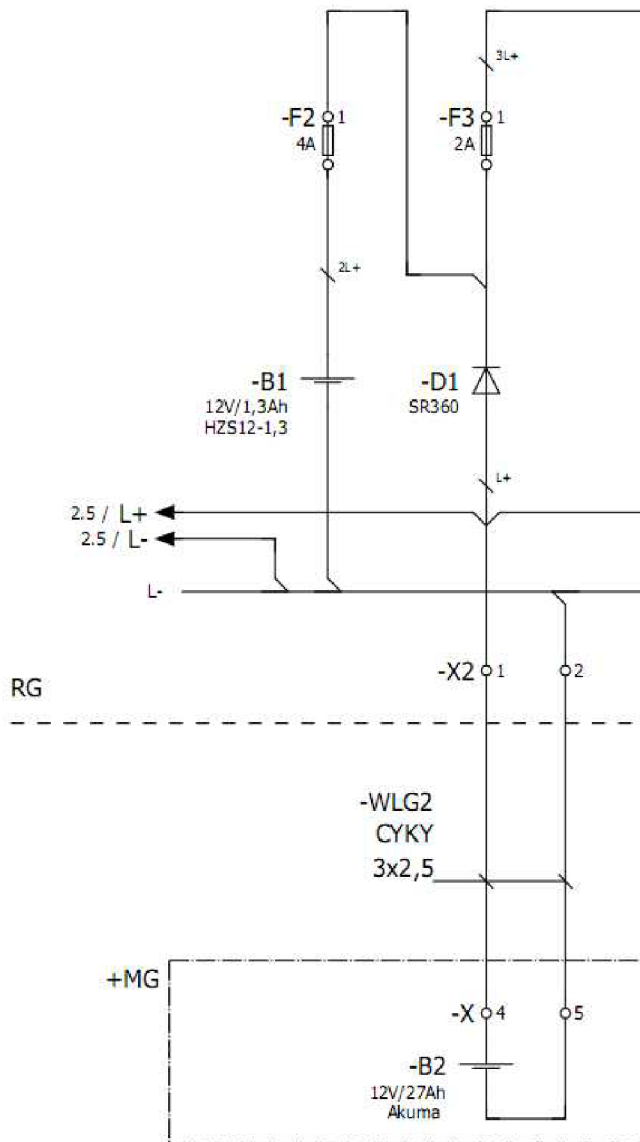 3L+
-F2 1
4A
-F3 1
2A
2L+
-B1
12V/1,3Ah
HZS12-1,3
-D1
SR360
L+
2.5 / L+
2.5 / L-
L-
-X2 1 2
RG
-WLG2
CYKY
3x2,5
+MG
-X 4 5
-B2
12V/27Ah
Akuma